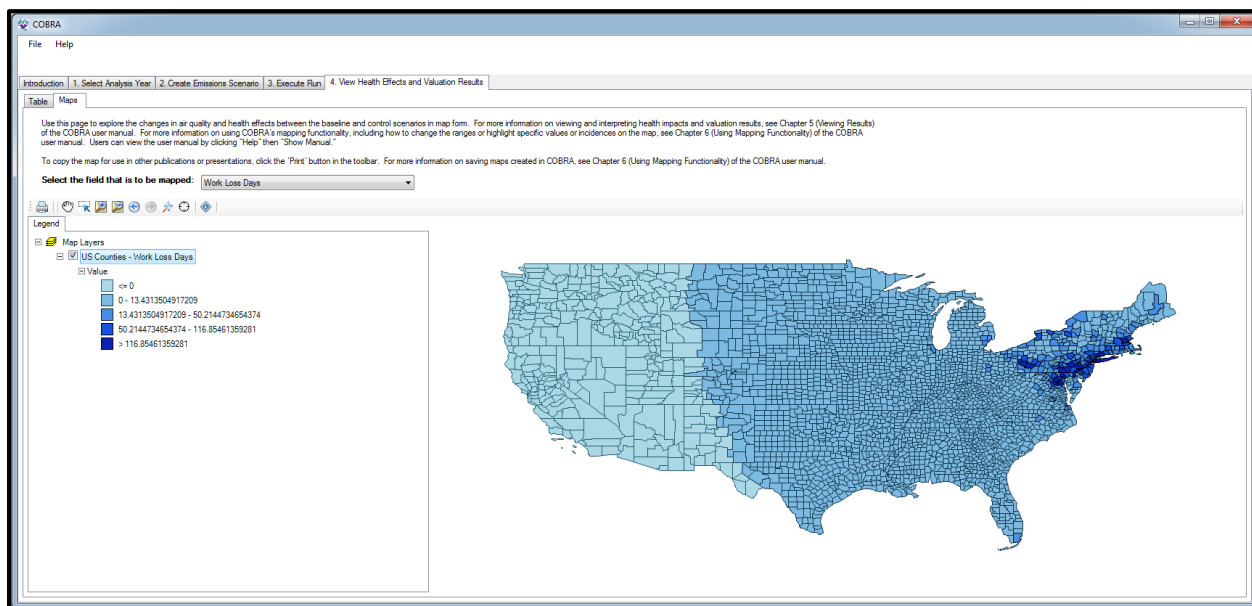 COBRA
File Help
Introduction 1. Select Analysis Year 2. Create Emissions Scenario 3. Execute Run 4. View Health Effects and Valuation Results
Table Maps
Use this page to explore the changes in air quality and health effects between the baseline and control scenarios in map form. For more information on viewing and interpreting health impacts and valuation results, see Chapter 5 (Viewing Results)
of the COBRA user manual. For more information on using COBRA's mapping functionality, including how to change the ranges or highlight specific values or incidences on the map, see Chapter 6 (Using Mapping Functionality) of the COBRA
user manual. Users can view the user manual by clicking "Help" then "Show Manual."
To copy the map for use in other publications or presentations, click the 'Print' button in the toolbar. For more information on saving maps created in COBRA, see Chapter 6 (Using Mapping Functionality) of the COBRA user manual.
Select the field that is to be mapped: Work Loss Days
Legend
Map Layers
US Counties - Work Loss Days
Value
<= 0
0 - 13.4313504917209
13.4313504917209 - 50.2144734654374
50.2144734654374 - 116.85461359281
> 116.85461359281